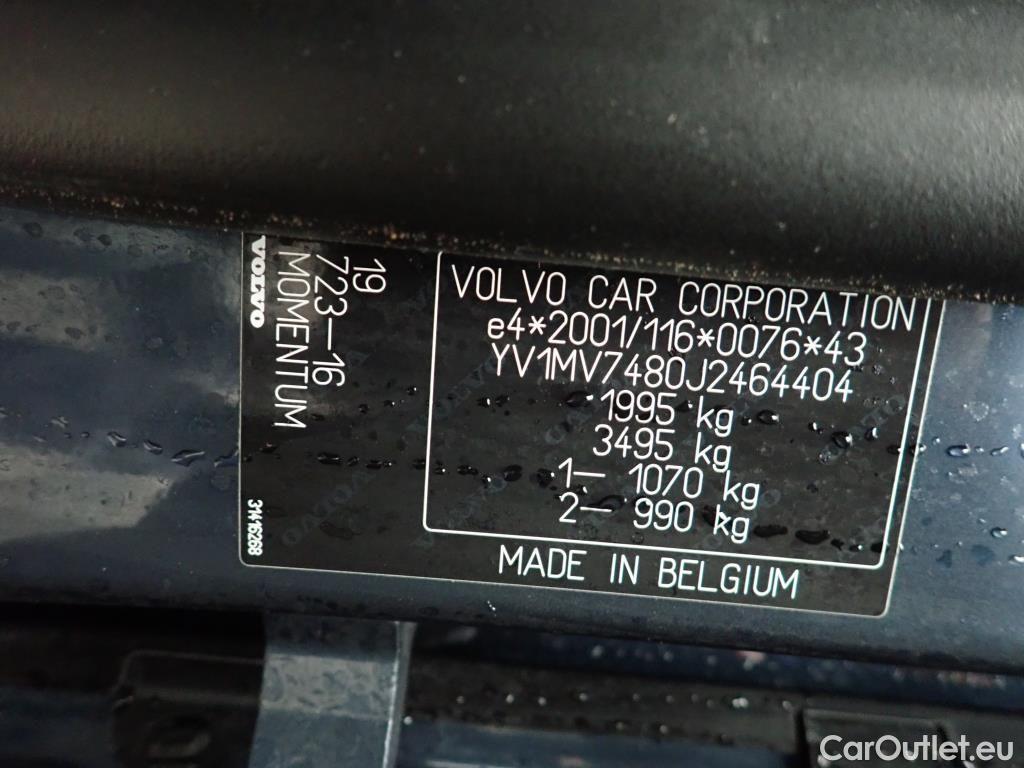 VOLVO
19
723-16
MOMENTUM
31416268
VOLVO CAR CORPORATION
e4*2001/116*0076*43
YV1MV7480J2464404
1995 kg
3495 kg
1- 1070 kg
2- 990 kg
MADE IN BELGIUM
CarOutlet.eu